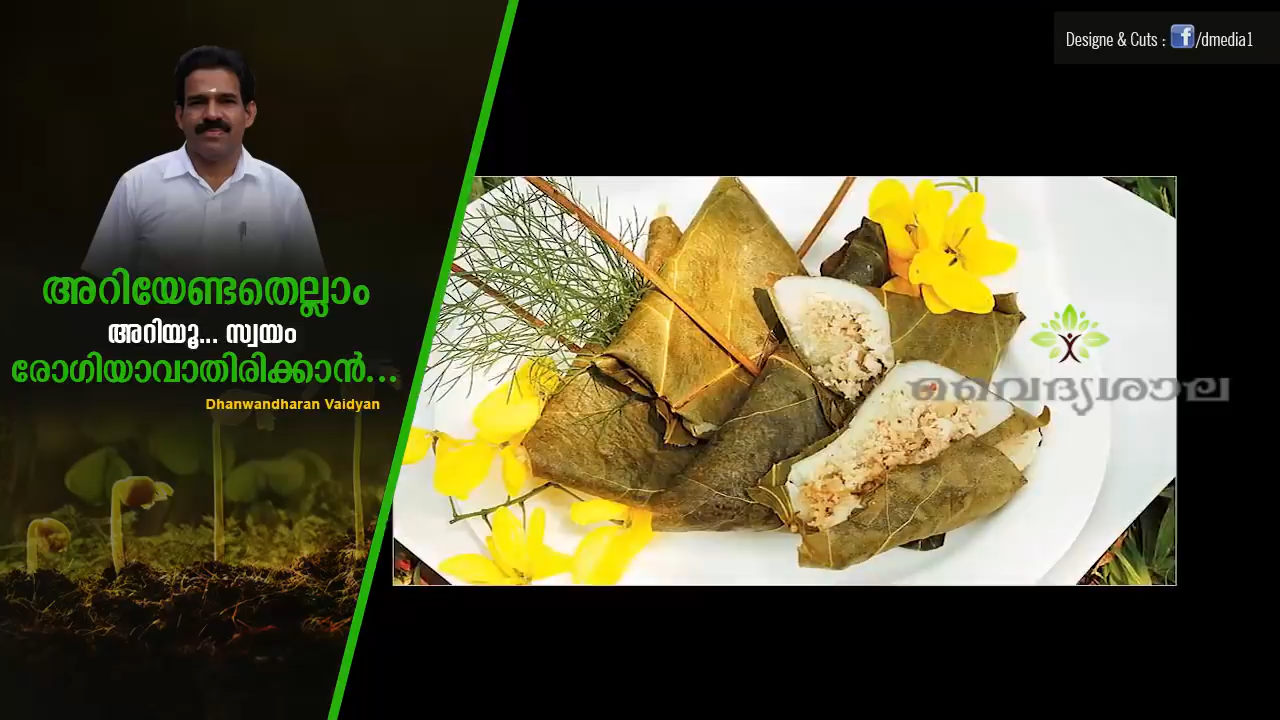 Designe & Cuts : f/dmedia1
അറിയേണ്ടതെല്ലാം
അറിയൂ... സ്വയം
രോഗിയാവാതിരിക്കാൻ...
Dhanwandharan Vaidyan
വൈദ്യശാല